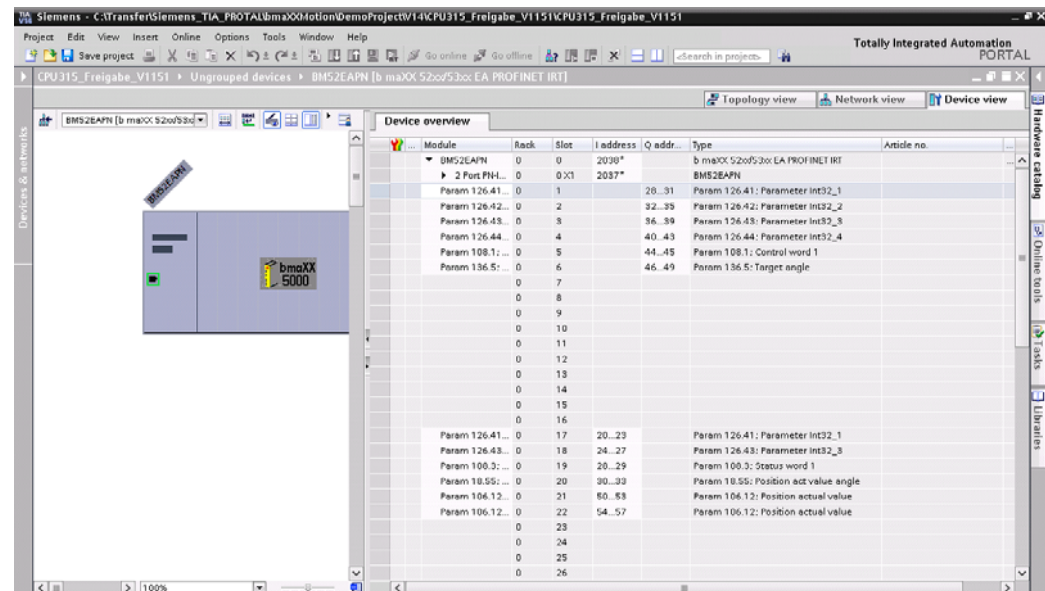 Siemens - C:\Transfer\Siemens_TIA_PROTAL\bmaXXMotion\DemoProject\V14\CPU315_Freigabe_V1151\CPU315_Freigabe_V1151
Project Edit View Insert Online Options Tools Window Help
Totally Integrated Automation
PORTAL
Save project Go online Go offline <Search in project>
CPU315_Freigabe_V1151 Ungrouped devices BM52EAPN [b maXX 52xx/53xx EA PROFINET IRT]
Topology view Network view Device view
BM52EAPN [b maXX 52xx/53x
Device overview
Module Rack Slot I address Q addr... Type Article no.
BM52EAPN 0 0 2038* b maXX 52xx/53xx EA PROFINET IRT
2 Port PN-I... 0 0 X1 2037* BM52EAPN
Param 126.41... 0 1 28...31 Param 126.41: Parameter Int32_1
Param 126.42... 0 2 32...35 Param 126.42: Parameter Int32_2
Param 126.43... 0 3 36...39 Param 126.43: Parameter Int32_3
Param 126.44... 0 4 40...43 Param 126.44: Parameter Int32_4
Param 108.1: ... 0 5 44...45 Param 108.1: Control word 1
Param 136.5: ... 0 6 46...49 Param 136.5: Target angle
0 7
0 8
0 9
0 10
0 11
0 12
0 13
0 14
0 15
0 16
Param 126.41... 0 17 20...23 Param 126.41: Parameter Int32_1
Param 126.43... 0 18 24...27 Param 126.43: Parameter Int32_3
Param 108.3: ... 0 19 28...29 Param 108.3: Status word 1
Param 18.55: ... 0 20 30...33 Param 18.55: Position act value angle
Param 106.12... 0 21 50...53 Param 106.12: Position actual value
Param 106.12... 0 22 54...57 Param 106.12: Position actual value
0 23
0 24
0 25
0 26
BM52EAPN
bmaXX
5000
100%
Devices & networks
Hardware catalog
Online tools
Tasks
Libraries